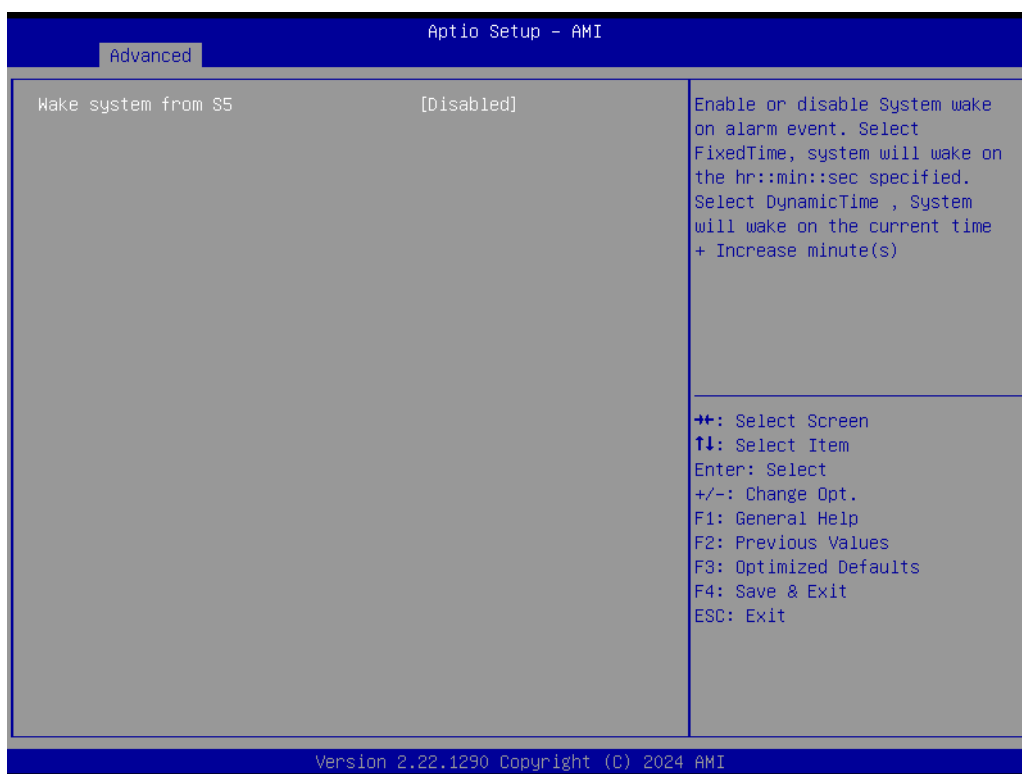 Aptio Setup – AMI
Advanced
Wake system from S5 [Disabled]
Enable or disable System wake
on alarm event. Select
FixedTime, system will wake on
the hr::min::sec specified.
Select DynamicTime , System
will wake on the current time
+ Increase minute(s)
→←: Select Screen
↑↓: Select Item
Enter: Select
+/-: Change Opt.
F1: General Help
F2: Previous Values
F3: Optimized Defaults
F4: Save & Exit
ESC: Exit
Version 2.22.1290 Copyright (C) 2024 AMI